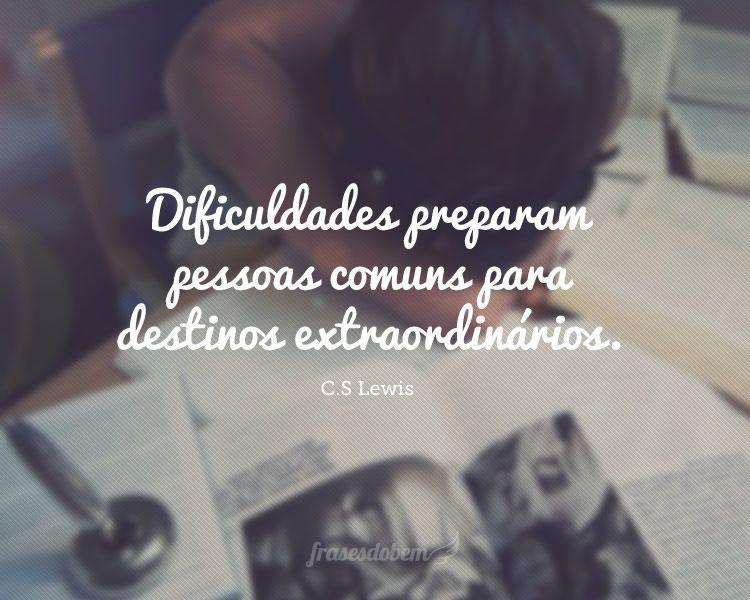 Dificuldades preparam
pessoas comuns para
destinos extraordinários.
C.S Lewis
frasesdobem